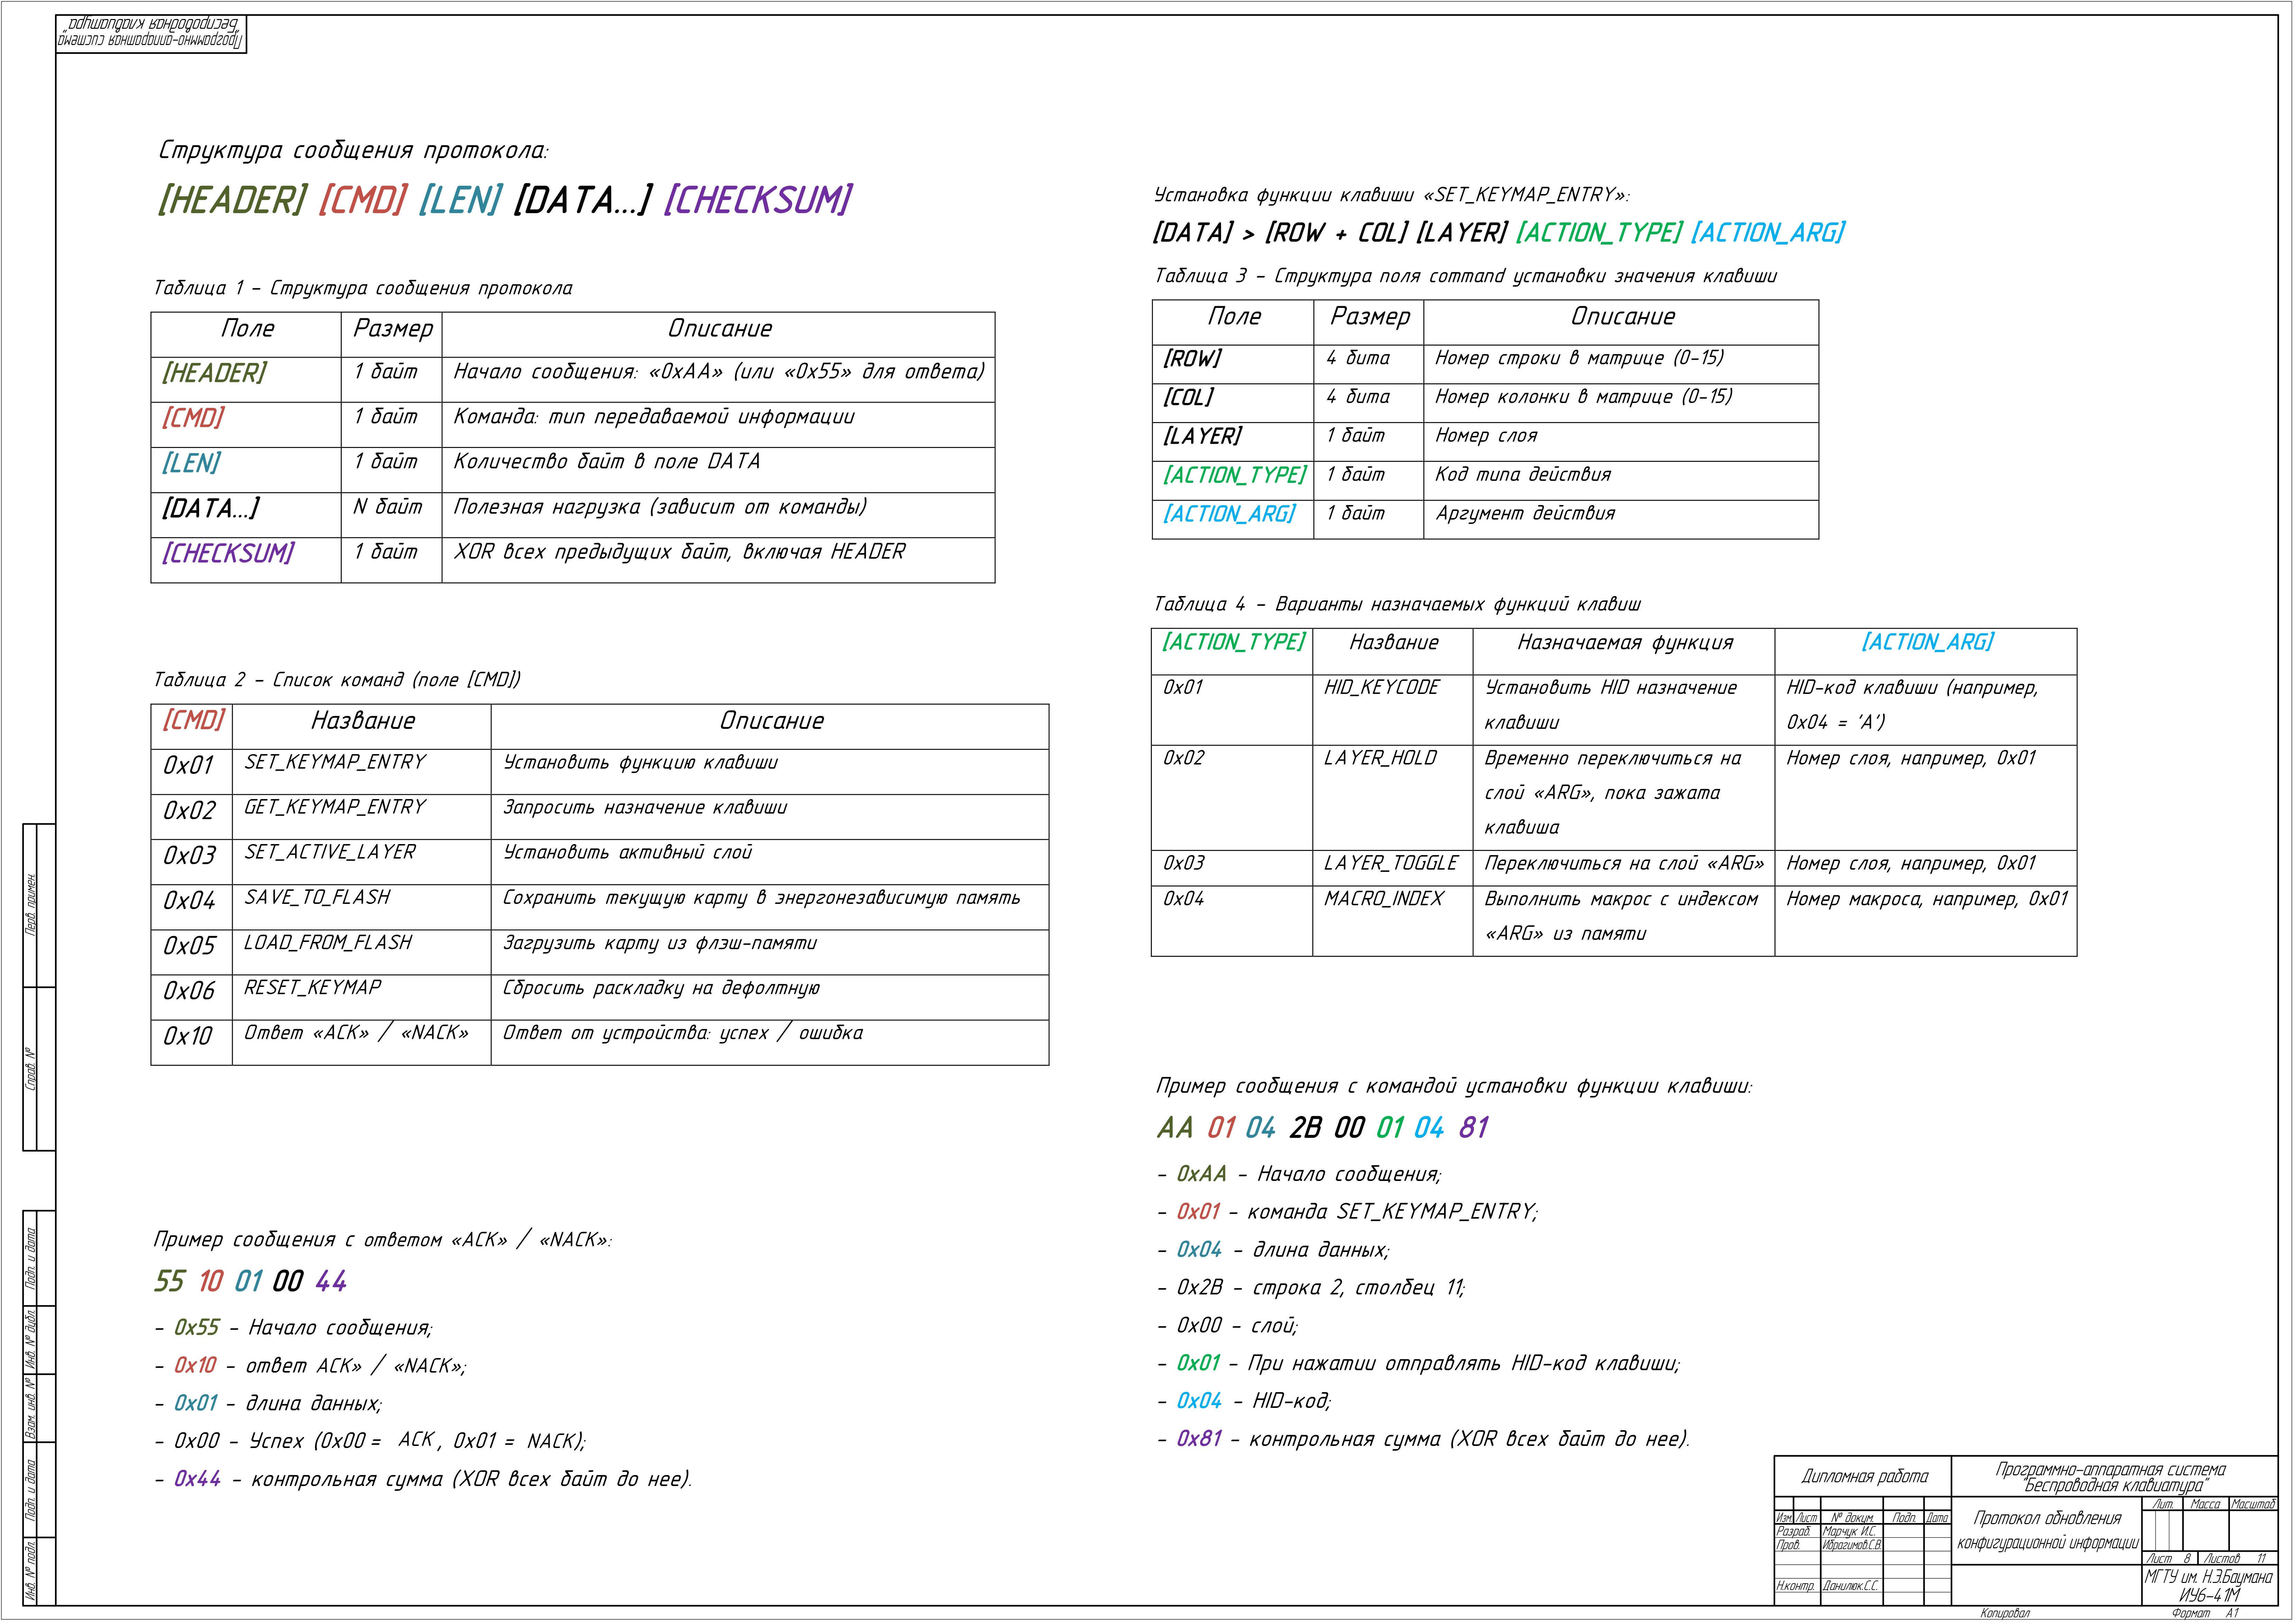 Программно-аппаратная система
"Беспроводная клавиатура"
Структура сообщения протокола:
[HEADER] [CMD] [LEN] [DATA...] [CHECKSUM]
Таблица 1 - Структура сообщения протокола
Поле Размер Описание
[HEADER] 1 байт Начало сообщения: «0xAA» (или «0x55» для ответа)
[CMD] 1 байт Команда: тип передаваемой информации
[LEN] 1 байт Количество байт в поле DATA
[DATA...] N байт Полезная нагрузка (зависит от команды)
[CHECKSUM] 1 байт XOR всех предыдущих байт, включая HEADER
Таблица 2 - Список команд (поле [CMD])
[CMD] Название Описание
0x01 SET_KEYMAP_ENTRY Установить функцию клавиши
0x02 GET_KEYMAP_ENTRY Запросить назначение клавиши
0x03 SET_ACTIVE_LAYER Установить активный слой
0x04 SAVE_TO_FLASH Сохранить текущую карту в энергонезависимую память
0x05 LOAD_FROM_FLASH Загрузить карту из флэш-памяти
0x06 RESET_KEYMAP Сбросить раскладку на дефолтную
0x10 Ответ «ACK» / «NACK» Ответ от устройства: успех / ошибка
Пример сообщения с ответом «ACK» / «NACK»:
55 10 01 00 44
- 0x55 - Начало сообщения;
- 0x10 - ответ ACK» / «NACK»;
- 0x01 - длина данных;
- 0x00 - Успех (0x00 = ACK, 0x01 = NACK);
- 0x44 - контрольная сумма (XOR всех байт до нее).
Установка функции клавиши «SET_KEYMAP_ENTRY»:
[DATA] > [ROW + COL] [LAYER] [ACTION_TYPE] [ACTION_ARG]
Таблица 3 - Структура поля command установки значения клавиши
Поле Размер Описание
[ROW] 4 бита Номер строки в матрице (0-15)
[COL] 4 бита Номер колонки в матрице (0-15)
[LAYER] 1 байт Номер слоя
[ACTION_TYPE] 1 байт Код типа действия
[ACTION_ARG] 1 байт Аргумент действия
Таблица 4 - Варианты назначаемых функций клавиш
[ACTION_TYPE] Название Назначаемая функция [ACTION_ARG]
0x01 HID_KEYCODE Установить HID назначение HID-код клавиши (например,
клавиши 0x04 = 'A')
0x02 LAYER_HOLD Временно переключиться на Номер слоя, например, 0x01
слой «ARG», пока зажата
клавиша
0x03 LAYER_TOGGLE Переключиться на слой «ARG» Номер слоя, например, 0x01
0x04 MACRO_INDEX Выполнить макрос с индексом Номер макроса, например, 0x01
«ARG» из памяти
Пример сообщения с командой установки функции клавиши:
AA 01 04 2B 00 01 04 81
- 0xAA - Начало сообщения;
- 0x01 - команда SET_KEYMAP_ENTRY;
- 0x04 - длина данных;
- 0x2B - строка 2, столбец 11;
- 0x00 - слой;
- 0x01 - При нажатии отправлять HID-код клавиши;
- 0x04 - HID-код;
- 0x81 - контрольная сумма (XOR всех байт до нее).
Перв. примен.
Справ. №
Подп. и дата
Инв. № дубл.
Взам. инв. №
Подп. и дата
Инв. № подл.
Дипломная работа
Программно-аппаратная система
"Беспроводная клавиатура"
Изм. Лист № докум. Подп. Дата
Разраб. Марчук И.С.
Пров. Ибрагимов.С.В.
Н.контр. Данилюк.С.С.
Протокол обновления
конфигурационной информации
Лит. Масса Масштаб
Лист 8 Листов 11
МГТУ им. Н.Э.Баумана
ИУ6-41М
Копировал Формат А1